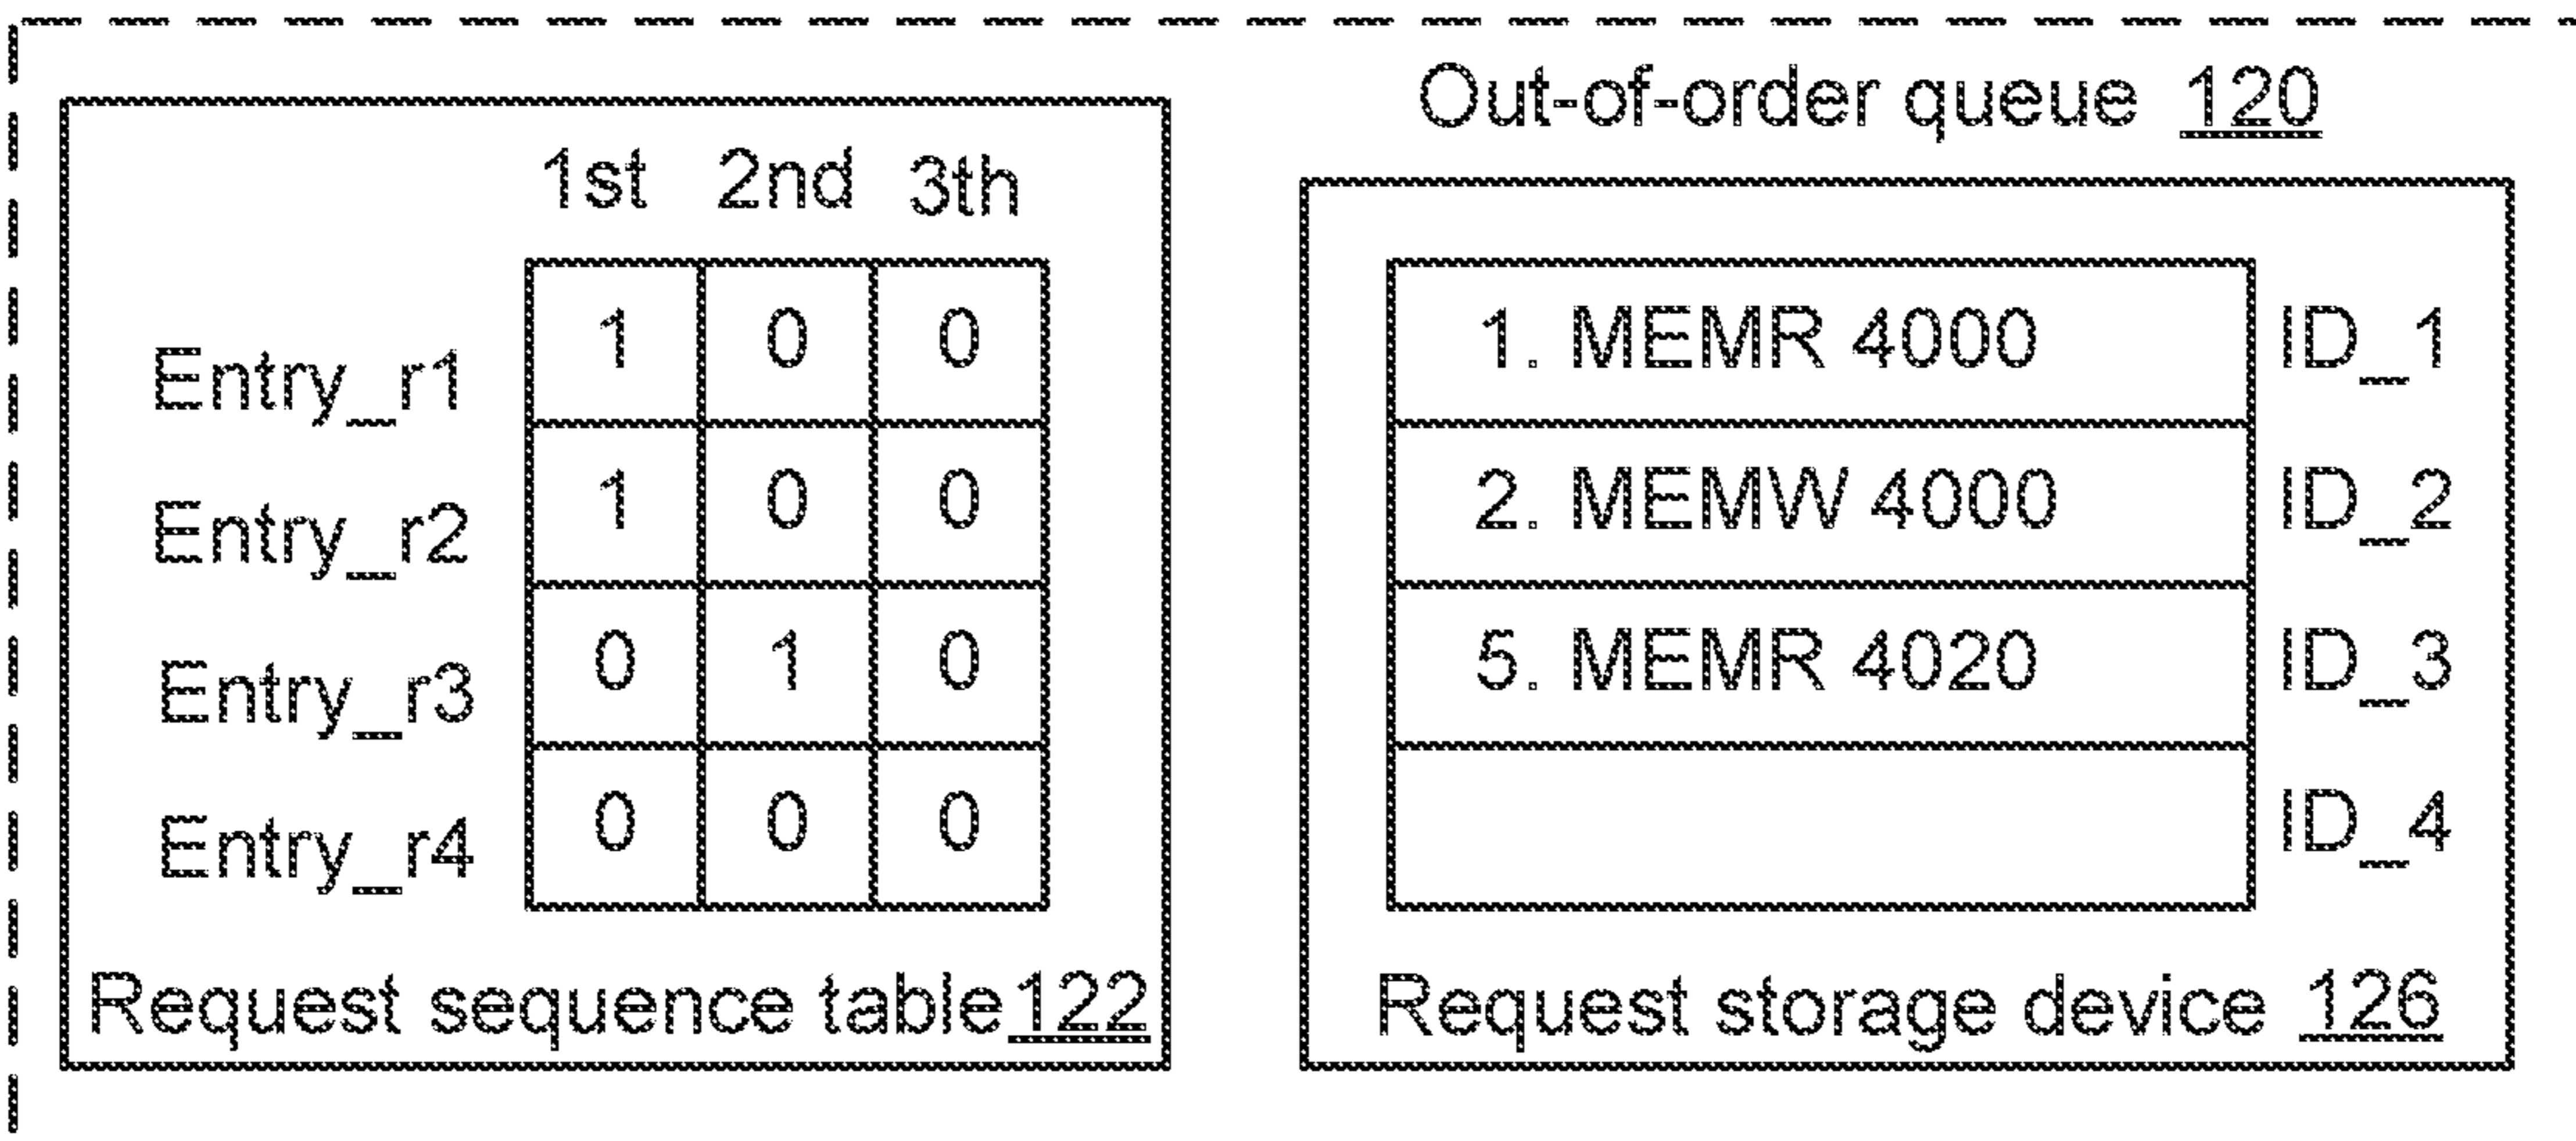 Out-of-order queue 120
1st 2nd 3th
Entry_r1 1 0 0
Entry_r2 1 0 0
Entry_r3 0 1 0
Entry_r4 0 0 0
Request sequence table 122
1. MEMR 4000 ID_1
2. MEMW 4000 ID_2
5. MEMR 4020 ID_3
ID_4
Request storage device 126